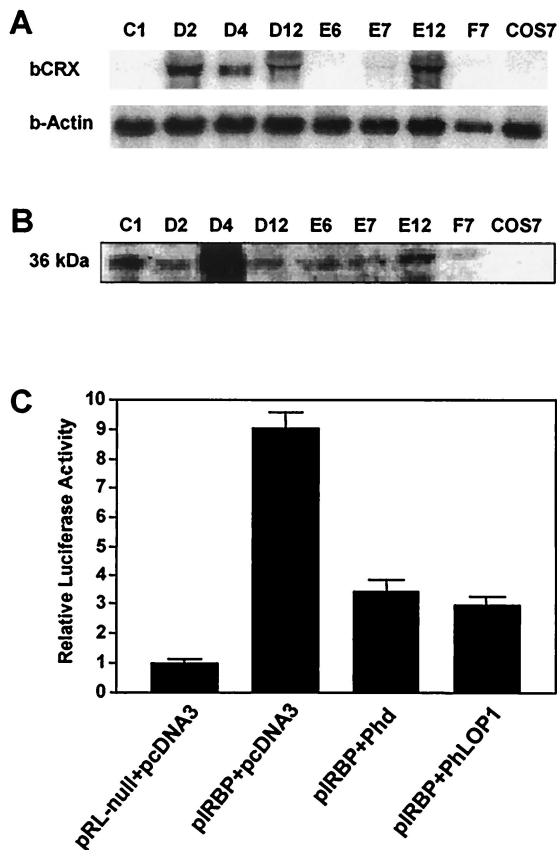 A
C1 D2 D4 D12 E6 E7 E12 F7 COS7
bCRX
b-Actin
B
C1 D2 D4 D12 E6 E7 E12 F7 COS7
36 kDa
C
Relative Luciferase Activity
10
9
8
7
6
5
4
3
2
1
0
pRL-null+pcDNA3
pIRBP+pcDNA3
pIRBP+Phd
pIRBP+PhLOP1